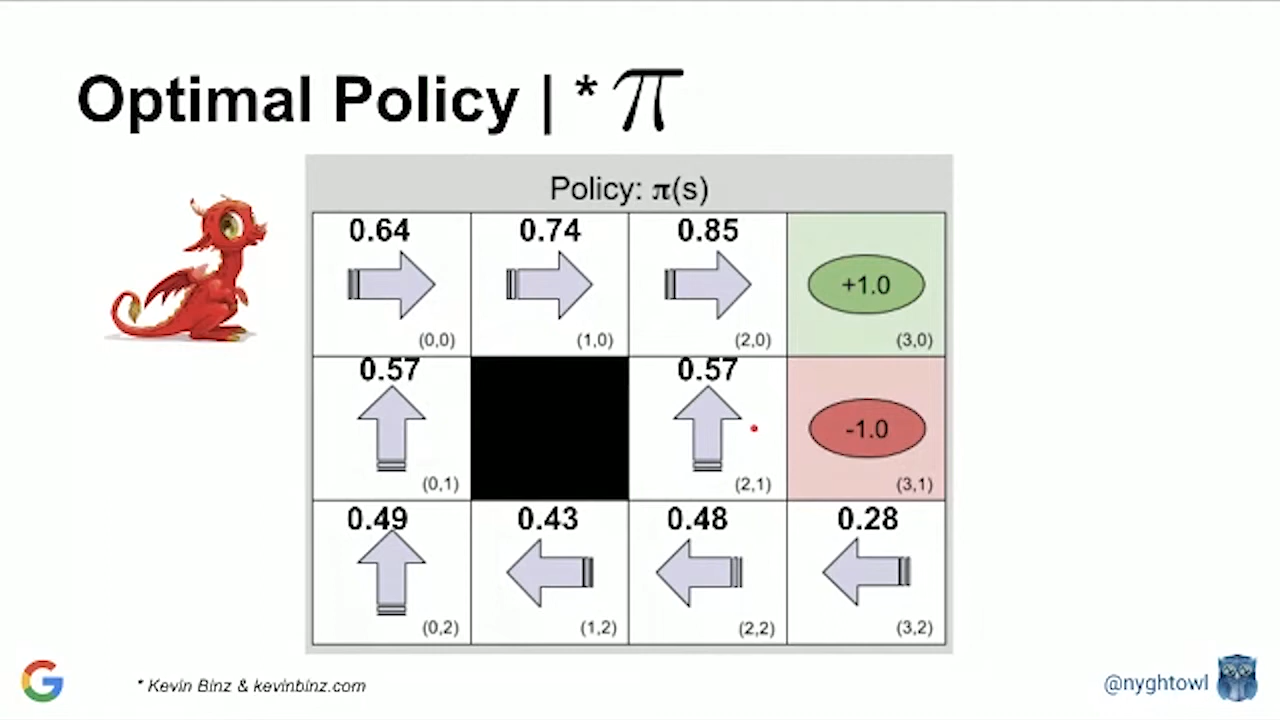 Optimal Policy | * π
Policy: π(s)
0.64 0.74 0.85
+1.0
(0,0) (1,0) (2,0) (3,0)
0.57 0.57
-1.0
(0,1) (2,1) (3,1)
0.49 0.43 0.48 0.28
(0,2) (1,2) (2,2) (3,2)
* Kevin Binz & kevinbinz.com
@nyghtowl